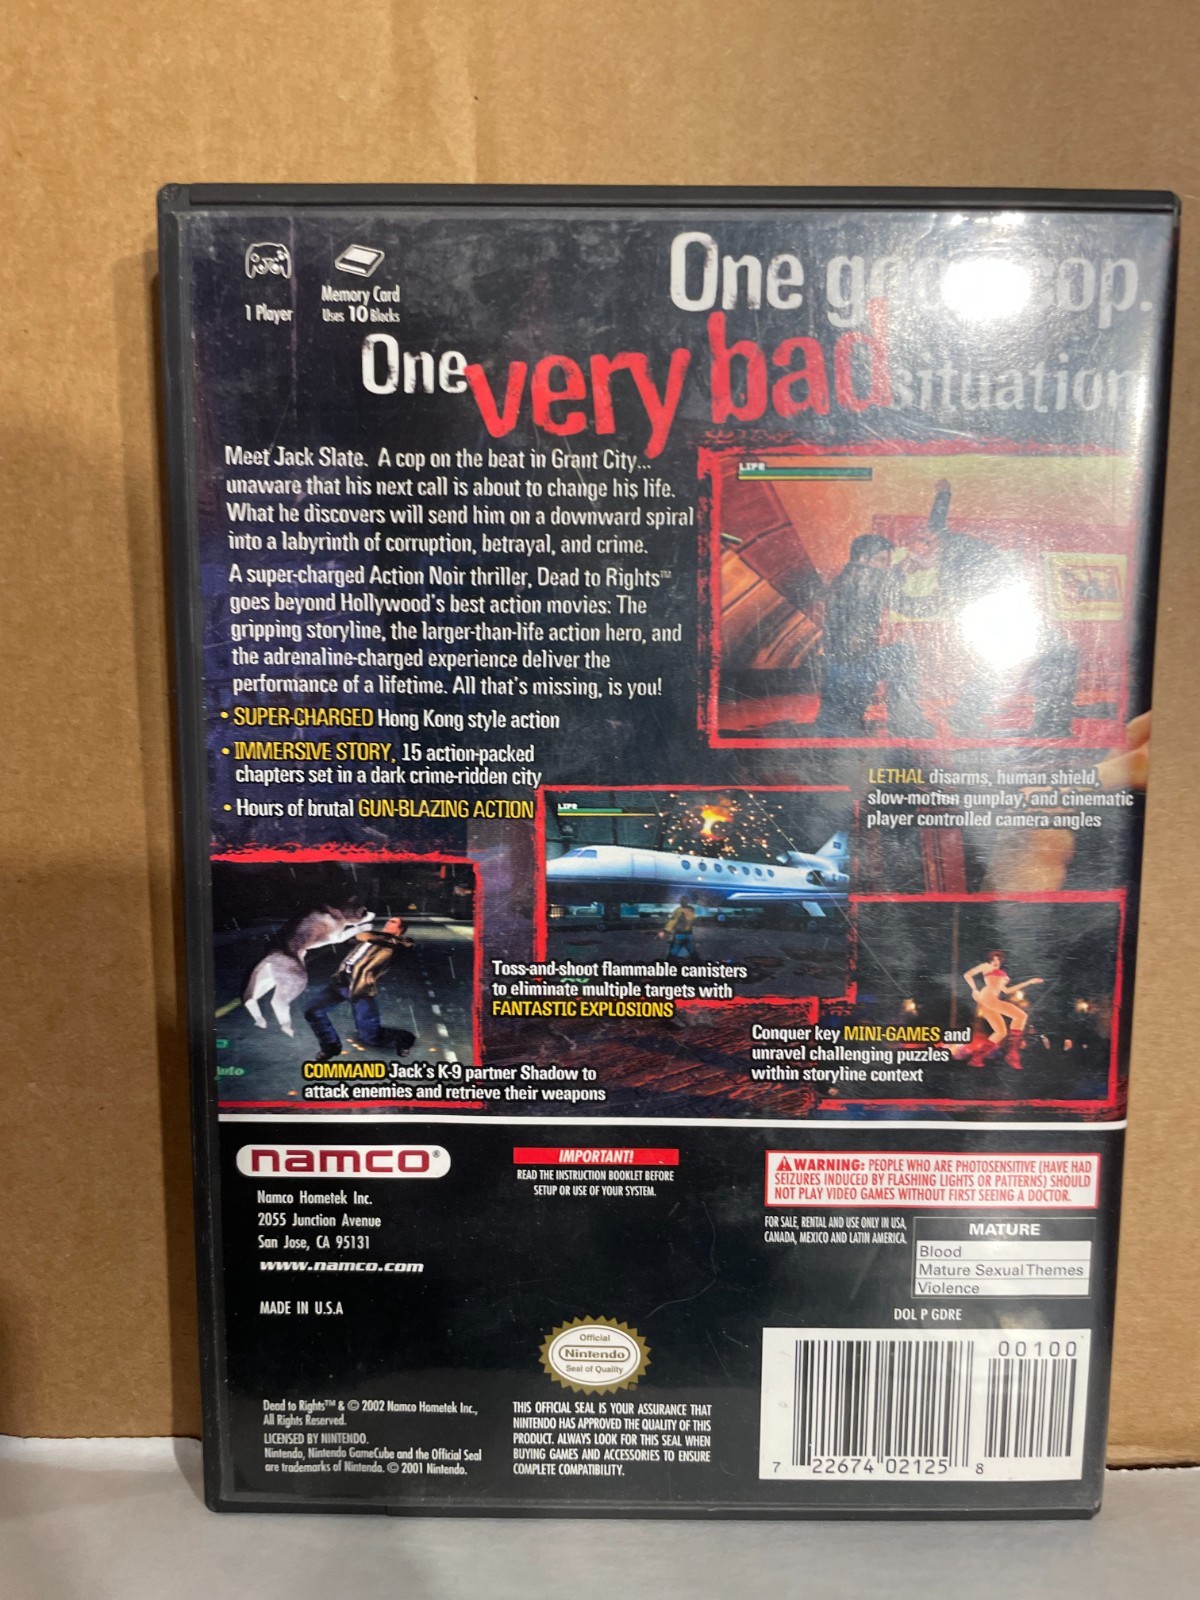 1 Player
Memory Card
Uses 10 Blocks
One cop.
One very bad situation
Meet Jack Slate. A cop on the beat in Grant City...
unaware that his next call is about to change his life.
What he discovers will send him on a downward spiral
into a labyrinth of corruption, betrayal, and crime.
A super-charged Action Noir thriller, Dead to Rights™
goes beyond Hollywood's best action movies: The
gripping storyline, the larger-than-life action hero, and
the adrenaline-charged experience deliver the
performance of a lifetime. All that's missing, is you!
• SUPER-CHARGED Hong Kong style action
• IMMERSIVE STORY, 15 action-packed
chapters set in a dark crime-ridden city
• Hours of brutal GUN-BLAZING ACTION
LIFE
LETHAL disarms, human shield,
slow-motion gunplay, and cinematic
player controlled camera angles
LIFE
Toss-and-shoot flammable canisters
to eliminate multiple targets with
FANTASTIC EXPLOSIONS
COMMAND Jack's K-9 partner Shadow to
attack enemies and retrieve their weapons
Conquer key MINI-GAMES and
unravel challenging puzzles
within storyline context
namco®
Namco Hometek Inc.
2055 Junction Avenue
San Jose, CA 95131
www.namco.com
MADE IN U.S.A
IMPORTANT!
READ THE INSTRUCTION BOOKLET BEFORE
SETUP OR USE OF YOUR SYSTEM.
WARNING: PEOPLE WHO ARE PHOTOSENSITIVE (HAVE HAD
SEIZURES INDUCED BY FLASHING LIGHTS OR PATTERNS) SHOULD
NOT PLAY VIDEO GAMES WITHOUT FIRST SEEING A DOCTOR.
FOR SALE, RENTAL AND USE ONLY IN USA,
CANADA, MEXICO AND LATIN AMERICA.
MATURE
Blood
Mature Sexual Themes
Violence
DOL P GDRE
Official
Nintendo
Seal of Quality
Dead to Rights™ & © 2002 Namco Hometek Inc.,
All Rights Reserved.
LICENSED BY NINTENDO.
Nintendo, Nintendo GameCube and the Official Seal
are trademarks of Nintendo. © 2001 Nintendo.
THIS OFFICIAL SEAL IS YOUR ASSURANCE THAT
NINTENDO HAS APPROVED THE QUALITY OF THIS
PRODUCT. ALWAYS LOOK FOR THIS SEAL WHEN
BUYING GAMES AND ACCESSORIES TO ENSURE
COMPLETE COMPATIBILITY.
00100
7 22674 02125 8